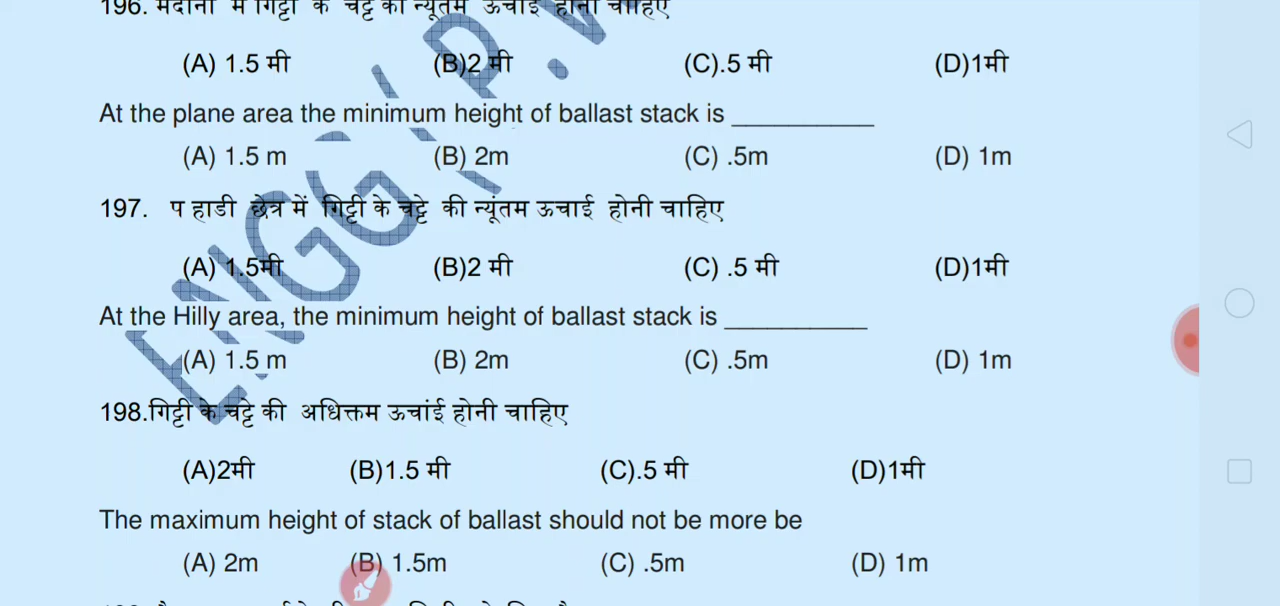 196. मैदानी में गिट्टी के चट्टे की न्यूंतम ऊचाई होनी चाहिए
(A) 1.5 मी (B)2 मी (C).5 मी (D)1मी
At the plane area the minimum height of ballast stack is __________
(A) 1.5 m (B) 2m (C) .5m (D) 1m
197. प हाडी छेत्र में गिट्टी के चट्टे की न्यूंतम ऊचाई होनी चाहिए
(A) 1.5मी (B)2 मी (C) .5 मी (D)1मी
At the Hilly area, the minimum height of ballast stack is __________
(A) 1.5 m (B) 2m (C) .5m (D) 1m
198.गिट्टी के चट्टे की अधिक्तम ऊचांई होनी चाहिए
(A)2मी (B)1.5 मी (C).5 मी (D)1मी
The maximum height of stack of ballast should not be more be
(A) 2m (B) 1.5m (C) .5m (D) 1m